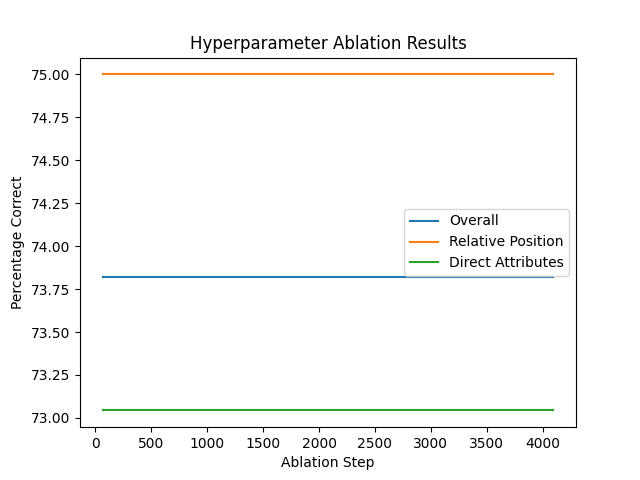 Hyperparameter Ablation Results
75.00
74.75
74.50
74.25
74.00
73.75
73.50
73.25
73.00
Percentage Correct
Overall
Relative Position
Direct Attributes
0 500 1000 1500 2000 2500 3000 3500 4000
Ablation Step